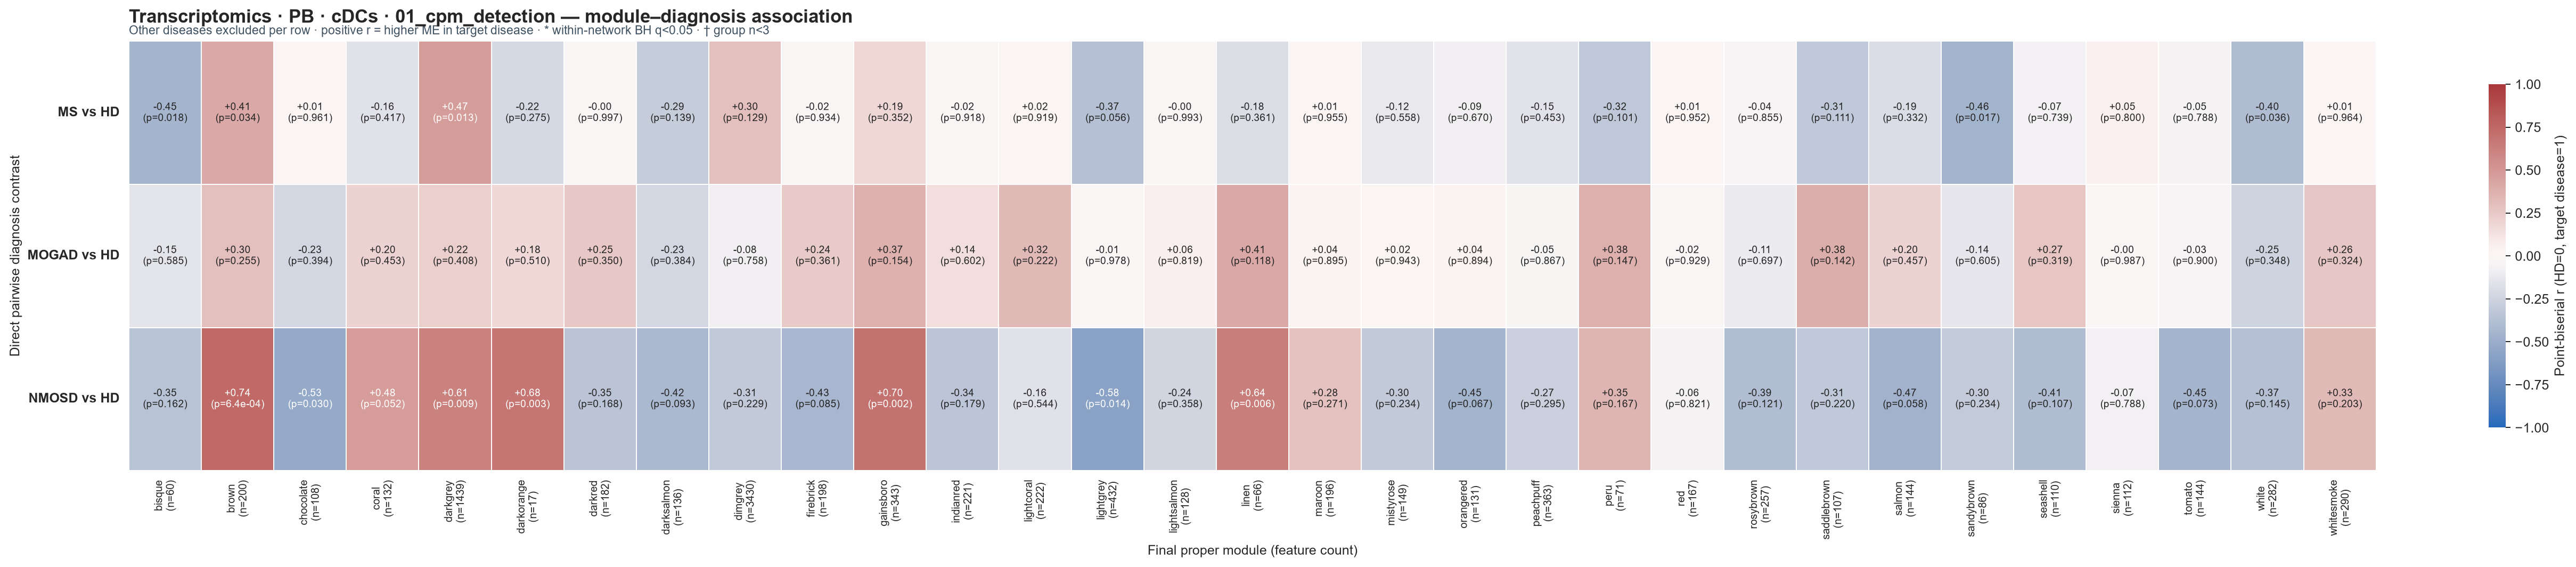 Transcriptomics · PB · cDCs · 01_cpm_detection — module–diagnosis association
Other diseases excluded per row · positive r = higher ME in target disease · * within-network BH q<0.05 · † group n<3
Direct pairwise diagnosis contrast
MS vs HD
-0.45 +0.41 +0.01 -0.16 +0.47 -0.22 -0.00 -0.29 +0.30 -0.02 +0.19 -0.02 +0.02 -0.37 -0.00 -0.18 +0.01 -0.12 -0.09 -0.15 -0.32 +0.01 -0.04 -0.31 -0.19 -0.46 -0.07 +0.05 -0.05 -0.40 +0.01
(p=0.018) (p=0.034) (p=0.961) (p=0.417) (p=0.013) (p=0.275) (p=0.997) (p=0.139) (p=0.129) (p=0.934) (p=0.352) (p=0.918) (p=0.919) (p=0.056) (p=0.993) (p=0.361) (p=0.955) (p=0.558) (p=0.670) (p=0.453) (p=0.101) (p=0.952) (p=0.855) (p=0.111) (p=0.332) (p=0.017) (p=0.739) (p=0.800) (p=0.788) (p=0.036) (p=0.964)
MOGAD vs HD
-0.15 +0.30 -0.23 +0.20 +0.22 +0.18 +0.25 -0.23 -0.08 +0.24 +0.37 +0.14 +0.32 -0.01 +0.06 +0.41 +0.04 +0.02 +0.04 -0.05 +0.38 -0.02 -0.11 +0.38 +0.20 -0.14 +0.27 -0.00 -0.03 -0.25 +0.26
(p=0.585) (p=0.255) (p=0.394) (p=0.453) (p=0.408) (p=0.510) (p=0.350) (p=0.384) (p=0.758) (p=0.361) (p=0.154) (p=0.602) (p=0.222) (p=0.978) (p=0.819) (p=0.118) (p=0.895) (p=0.943) (p=0.894) (p=0.867) (p=0.147) (p=0.929) (p=0.697) (p=0.142) (p=0.457) (p=0.605) (p=0.319) (p=0.987) (p=0.900) (p=0.348) (p=0.324)
NMOSD vs HD
-0.35 +0.74 -0.53 +0.48 +0.61 +0.68 -0.35 -0.42 -0.31 -0.43 +0.70 -0.34 -0.16 -0.58 -0.24 +0.64 +0.28 -0.30 -0.45 -0.27 +0.35 -0.06 -0.39 -0.31 -0.47 -0.30 -0.41 -0.07 -0.45 -0.37 +0.33
(p=0.162) (p=6.4e-04) (p=0.030) (p=0.052) (p=0.009) (p=0.003) (p=0.168) (p=0.093) (p=0.229) (p=0.085) (p=0.002) (p=0.179) (p=0.544) (p=0.014) (p=0.358) (p=0.006) (p=0.271) (p=0.234) (p=0.067) (p=0.295) (p=0.167) (p=0.821) (p=0.121) (p=0.220) (p=0.058) (p=0.234) (p=0.107) (p=0.788) (p=0.073) (p=0.145) (p=0.203)
bisque
(n=60)
brown
(n=200)
chocolate
(n=108)
coral
(n=132)
darkgrey
(n=1439)
darkorange
(n=17)
darkred
(n=182)
darksalmon
(n=136)
dimgrey
(n=3430)
firebrick
(n=198)
gainsboro
(n=343)
indianred
(n=221)
lightcoral
(n=222)
lightgrey
(n=432)
lightsalmon
(n=128)
linen
(n=66)
maroon
(n=196)
mistyrose
(n=149)
orangered
(n=131)
peachpuff
(n=363)
peru
(n=71)
red
(n=167)
rosybrown
(n=257)
saddlebrown
(n=107)
salmon
(n=144)
sandybrown
(n=86)
seashell
(n=110)
sienna
(n=112)
tomato
(n=144)
white
(n=282)
whitesmoke
(n=290)
Final proper module (feature count)
1.00
0.75
0.50
0.25
0.00
−0.25
−0.50
−0.75
−1.00
Point-biserial r (HD=0, target disease=1)